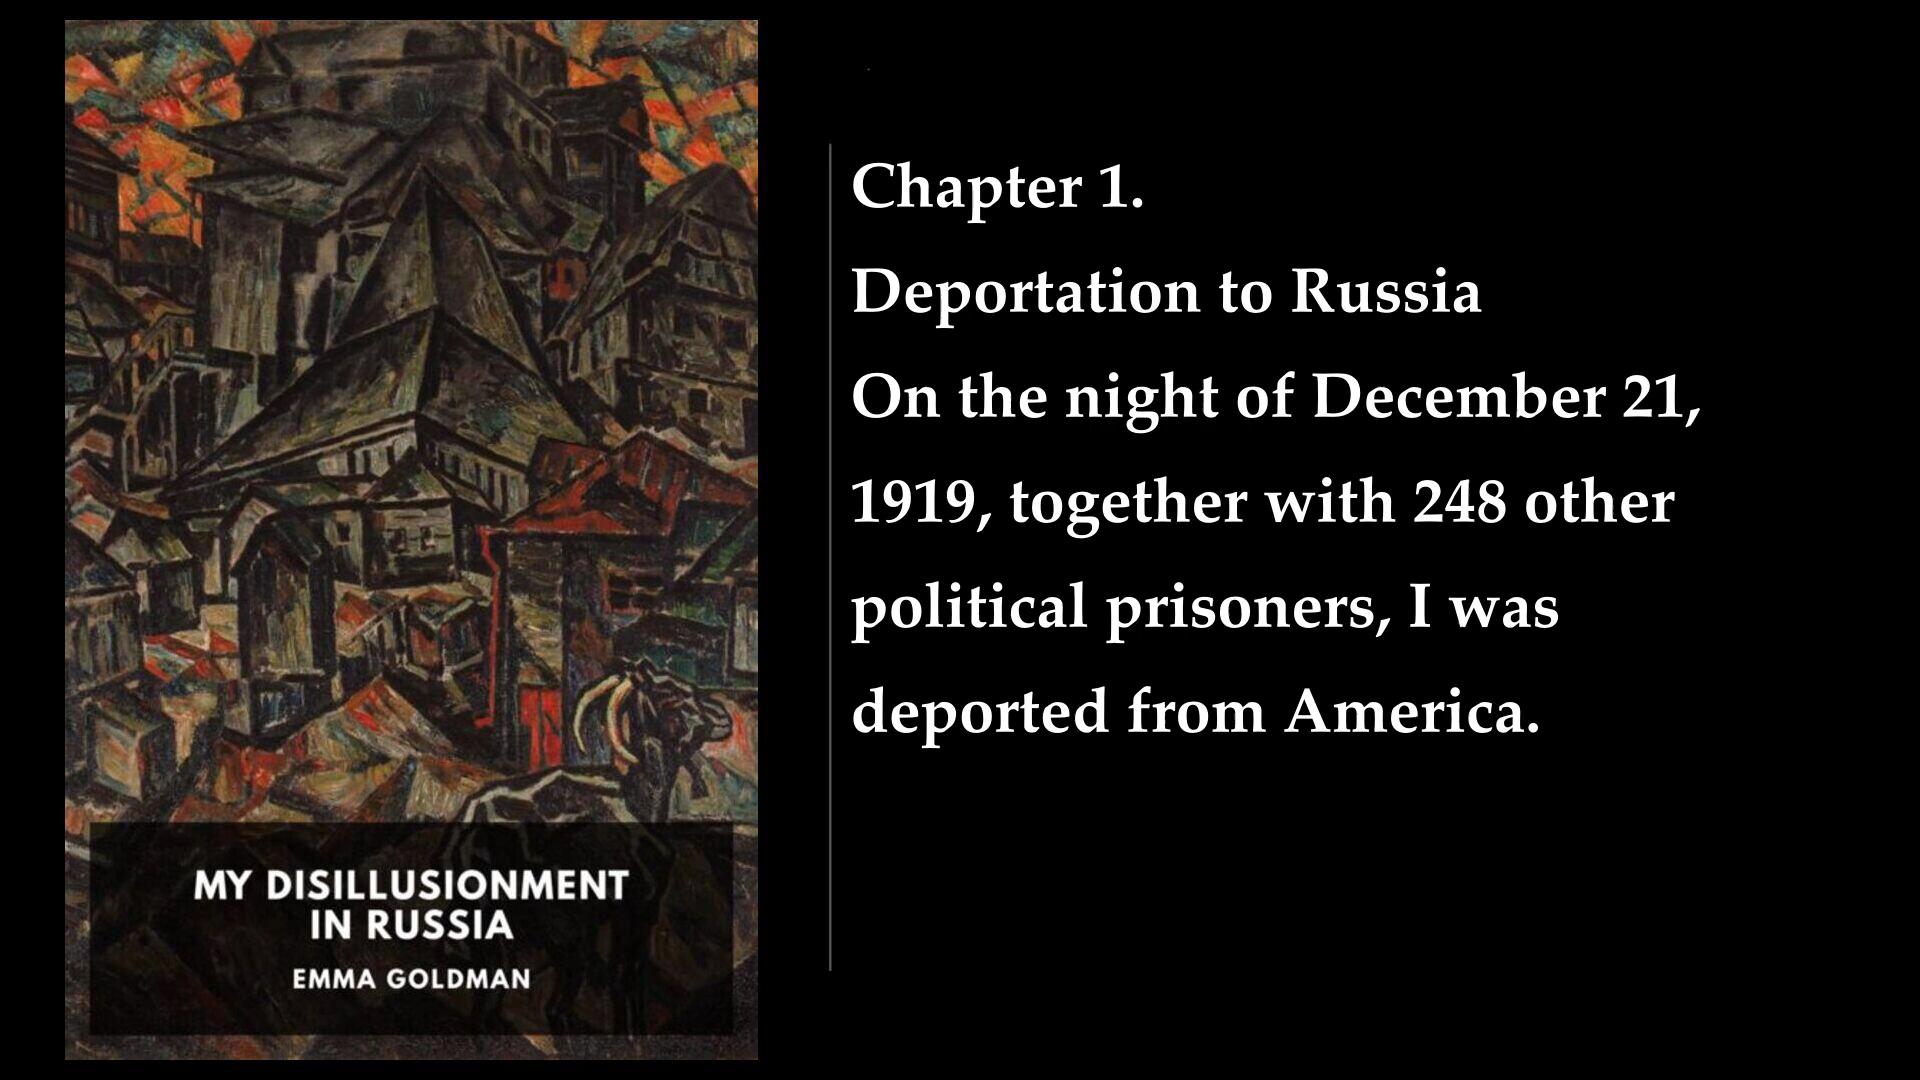 MY DISILLUSIONMENT
IN RUSSIA
EMMA GOLDMAN
Chapter 1.
Deportation to Russia
On the night of December 21,
1919, together with 248 other
political prisoners, I was
deported from America.